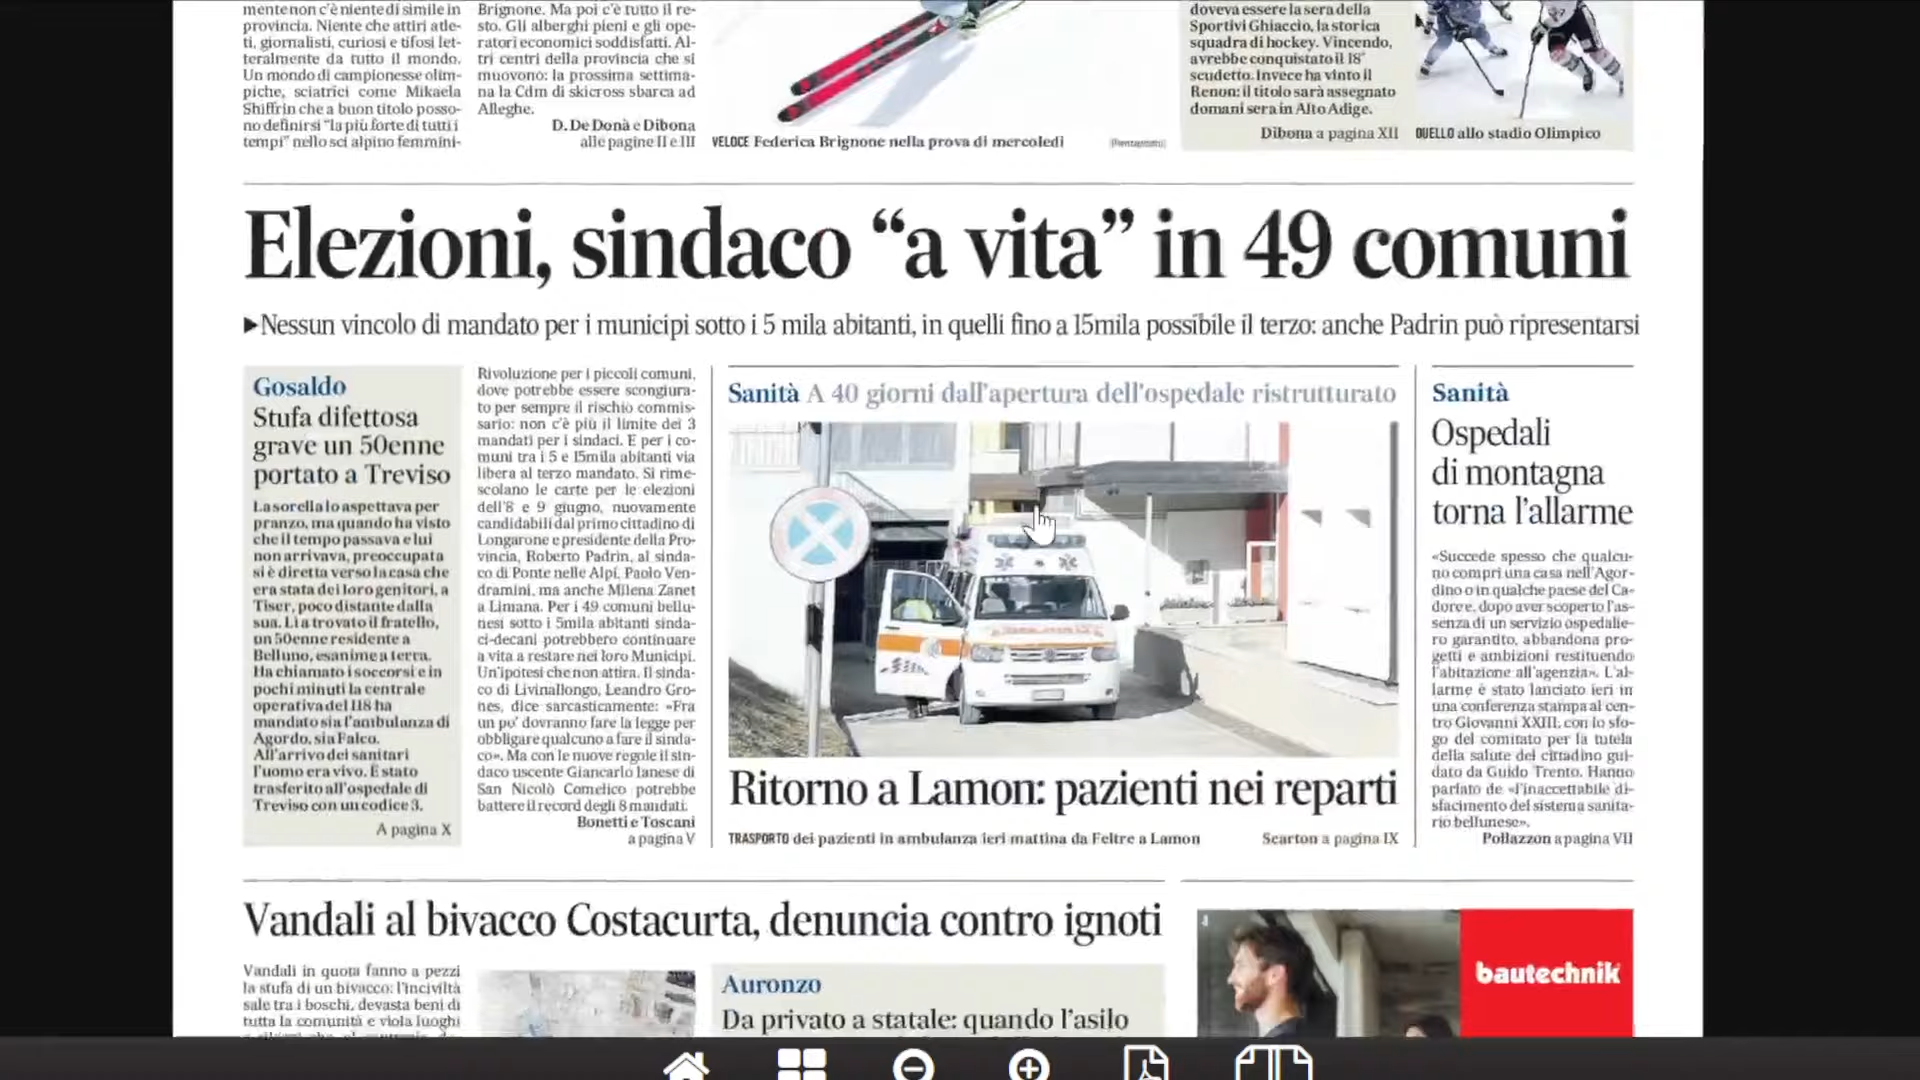 mente non c'è niente di simile in
provincia. Niente che attiri atle-
ti, giornalisti, curiosi e tifosi let-
teralmente da tutto il mondo.
Un mondo di campionesse olim-
piche, sciatrici come Mikaela
Shiffrin che a buon titolo posso-
no definirsi "la più forte di tutti i
tempi" nello sci alpino femmini-
Brignone. Ma poi c'è tutto il re-
sto. Gli alberghi pieni e gli ope-
ratori economici soddisfatti. Al-
tri centri della provincia che si
muovono: la prossima settima-
na la Cdm di skicross sbarca ad
Alleghe.
D. De Donà e Dibona
alle pagine II e III
VELOCE Federica Brignone nella prova di mercoledì
doveva essere la sera della
Sportivi Ghiaccio, la storica
squadra di hockey. Vincendo,
avrebbe conquistato il 18°
scudetto. Invece ha vinto il
Renon: il titolo sarà assegnato
domani sera in Alto Adige.
Dibona a pagina XII
DUELLO allo stadio Olimpico
Elezioni, sindaco “a vita” in 49 comuni
▶Nessun vincolo di mandato per i municipi sotto i 5 mila abitanti, in quelli fino a 15mila possibile il terzo: anche Padrin può ripresentarsi
Gosaldo
Stufa difettosa
grave un 50enne
portato a Treviso
La sorella lo aspettava per
pranzo, ma quando ha visto
che il tempo passava e lui
non arrivava, preoccupata
si è diretta verso la casa che
era stata dei loro genitori, a
Tiser, poco distante dalla
sua. Lì a trovato il fratello,
un 50enne residente a
Belluno, esanime a terra.
Ha chiamato i soccorsi e in
pochi minuti la centrale
operativa del 118 ha
mandato sia l'ambulanza di
Agordo, sia Falco.
All'arrivo dei sanitari
l'uomo era vivo. È stato
trasferito all'ospedale di
Treviso con un codice 3.
A pagina X
Rivoluzione per i piccoli comuni,
dove potrebbe essere scongiura-
to per sempre il rischio commis-
sario: non c'è più il limite dei 3
mandati per i sindaci. E per i co-
muni tra i 5 e 15mila abitanti via
libera al terzo mandato. Si rime-
scolano le carte per le elezioni
dell'8 e 9 giugno, nuovamente
candidabili dal primo cittadino di
Longarone e presidente della Pro-
vincia, Roberto Padrin, al sinda-
co di Ponte nelle Alpi, Paolo Ven-
dramini, ma anche Milena Zanet
a Limana. Per i 49 comuni bellu-
nesi sotto i 5mila abitanti sinda-
ci-decani potrebbero continuare
a vita a restare nei loro Municipi.
Un'ipotesi che non attira. Il sinda-
co di Livinallongo, Leandro Gro-
nes, dice sarcasticamente: «Fra
un po' dovranno fare la legge per
obbligare qualcuno a fare il sinda-
co». Ma con le nuove regole il sin-
daco uscente Giancarlo Ianese di
San Nicolò Comelico potrebbe
battere il record degli 8 mandati.
Bonetti e Toscani
a pagina V
Sanità A 40 giorni dall'apertura dell'ospedale ristrutturato
Ritorno a Lamon: pazienti nei reparti
TRASPORTO dei pazienti in ambulanza ieri mattina da Feltre a Lamon
Scarton a pagina IX
Sanità
Ospedali
di montagna
torna l'allarme
«Succede spesso che qualcu-
no compri una casa nell'Agor-
dino o in qualche paese del Ca-
dore e, dopo aver scoperto l'as-
senza di un servizio ospedalie-
ro garantito, abbandona pro-
getti e ambizioni restituendo
l'abitazione all'agenzia». L'al-
larme è stato lanciato ieri in
una conferenza stampa al cen-
tro Giovanni XXIII, con lo sfo-
go del comitato per la tutela
della salute del cittadino gui-
dato da Guido Trento. Hanno
parlato de «l'inaccettabile di-
sfacimento del sistema sanita-
rio bellunese».
Pollazzon a pagina VII
Vandali al bivacco Costacurta, denuncia contro ignoti
Vandali in quota fanno a pezzi
la stufa di un bivacco: l'inciviltà
sale tra i boschi, devasta beni di
tutta la comunità e viola luoghi
Auronzo
Da privato a statale: quando l'asilo
bautechnik